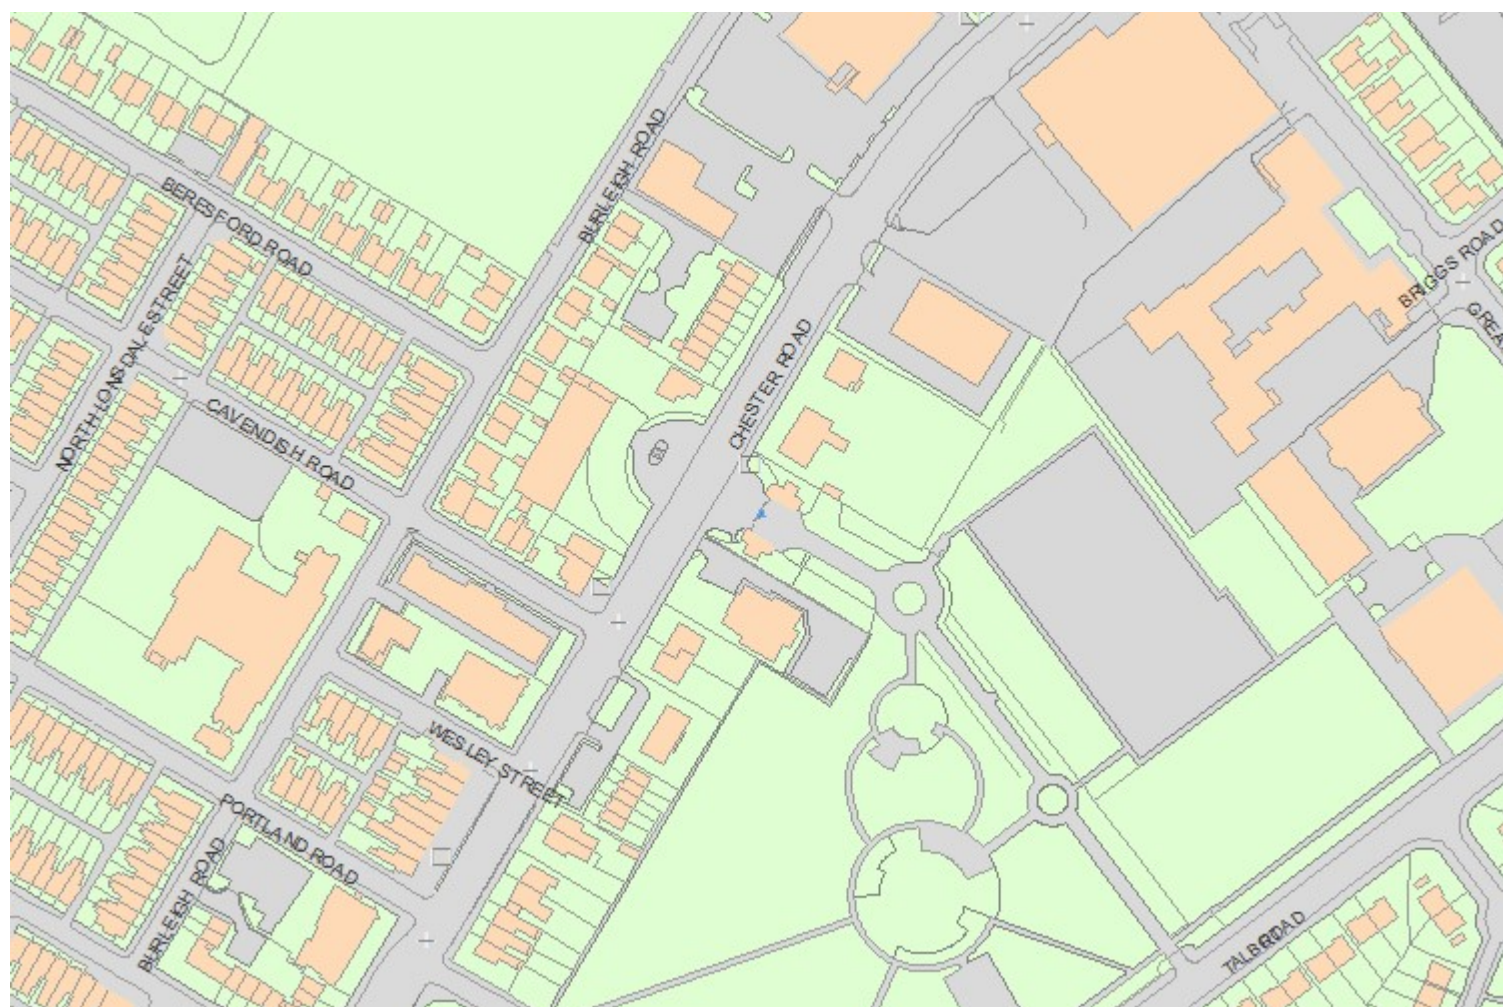 BURLEIGH ROAD
BERESFORD ROAD
BRIGGS ROAD
NORTH LONSDALE STREET
GREA
CHESTER ROAD
CAVENDISH ROAD
WESLEY STREET
PORTLAND ROAD
BURLEIGH ROAD
TALBOT ROAD